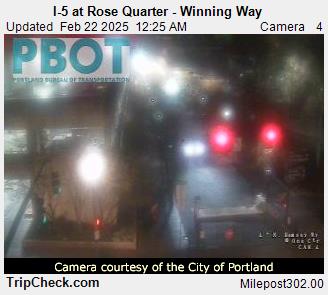 I-5 at Rose Quarter - Winning Way
Updated Feb 22 2025 12:25 AM Camera 4
PBOT
PORTLAND BUREAU OF TRANSPORTATION
Camera courtesy of the City of Portland
TripCheck.com Milepost302.00